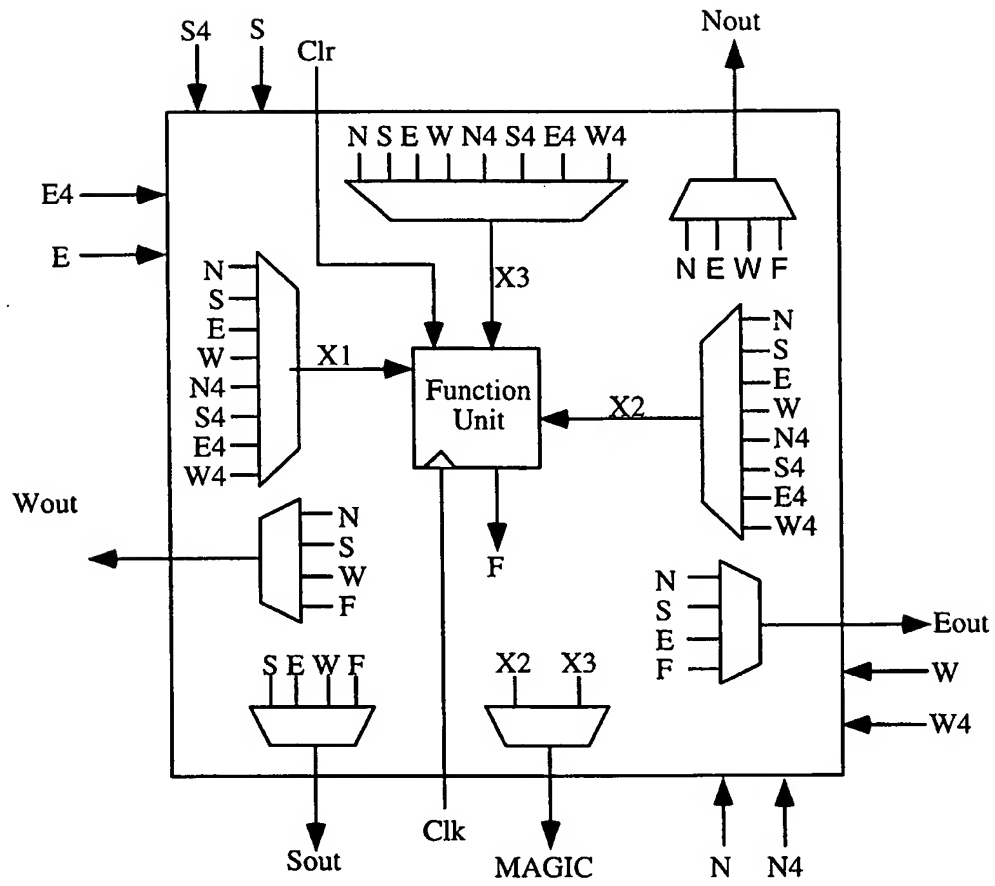 S4
S
Clr
Nout
N S E W N4 S4 E4 W4
E4
E
N E W F
X3
N
S
E
W
N4
S4
E4
W4
X1
Function
Unit
X2
N
S
E
W
N4
S4
E4
W4
Wout
N
S
W
F
F
N
S
E
F
Eout
W
W4
S E W F
X2 X3
Clk
Sout
MAGIC
N
N4